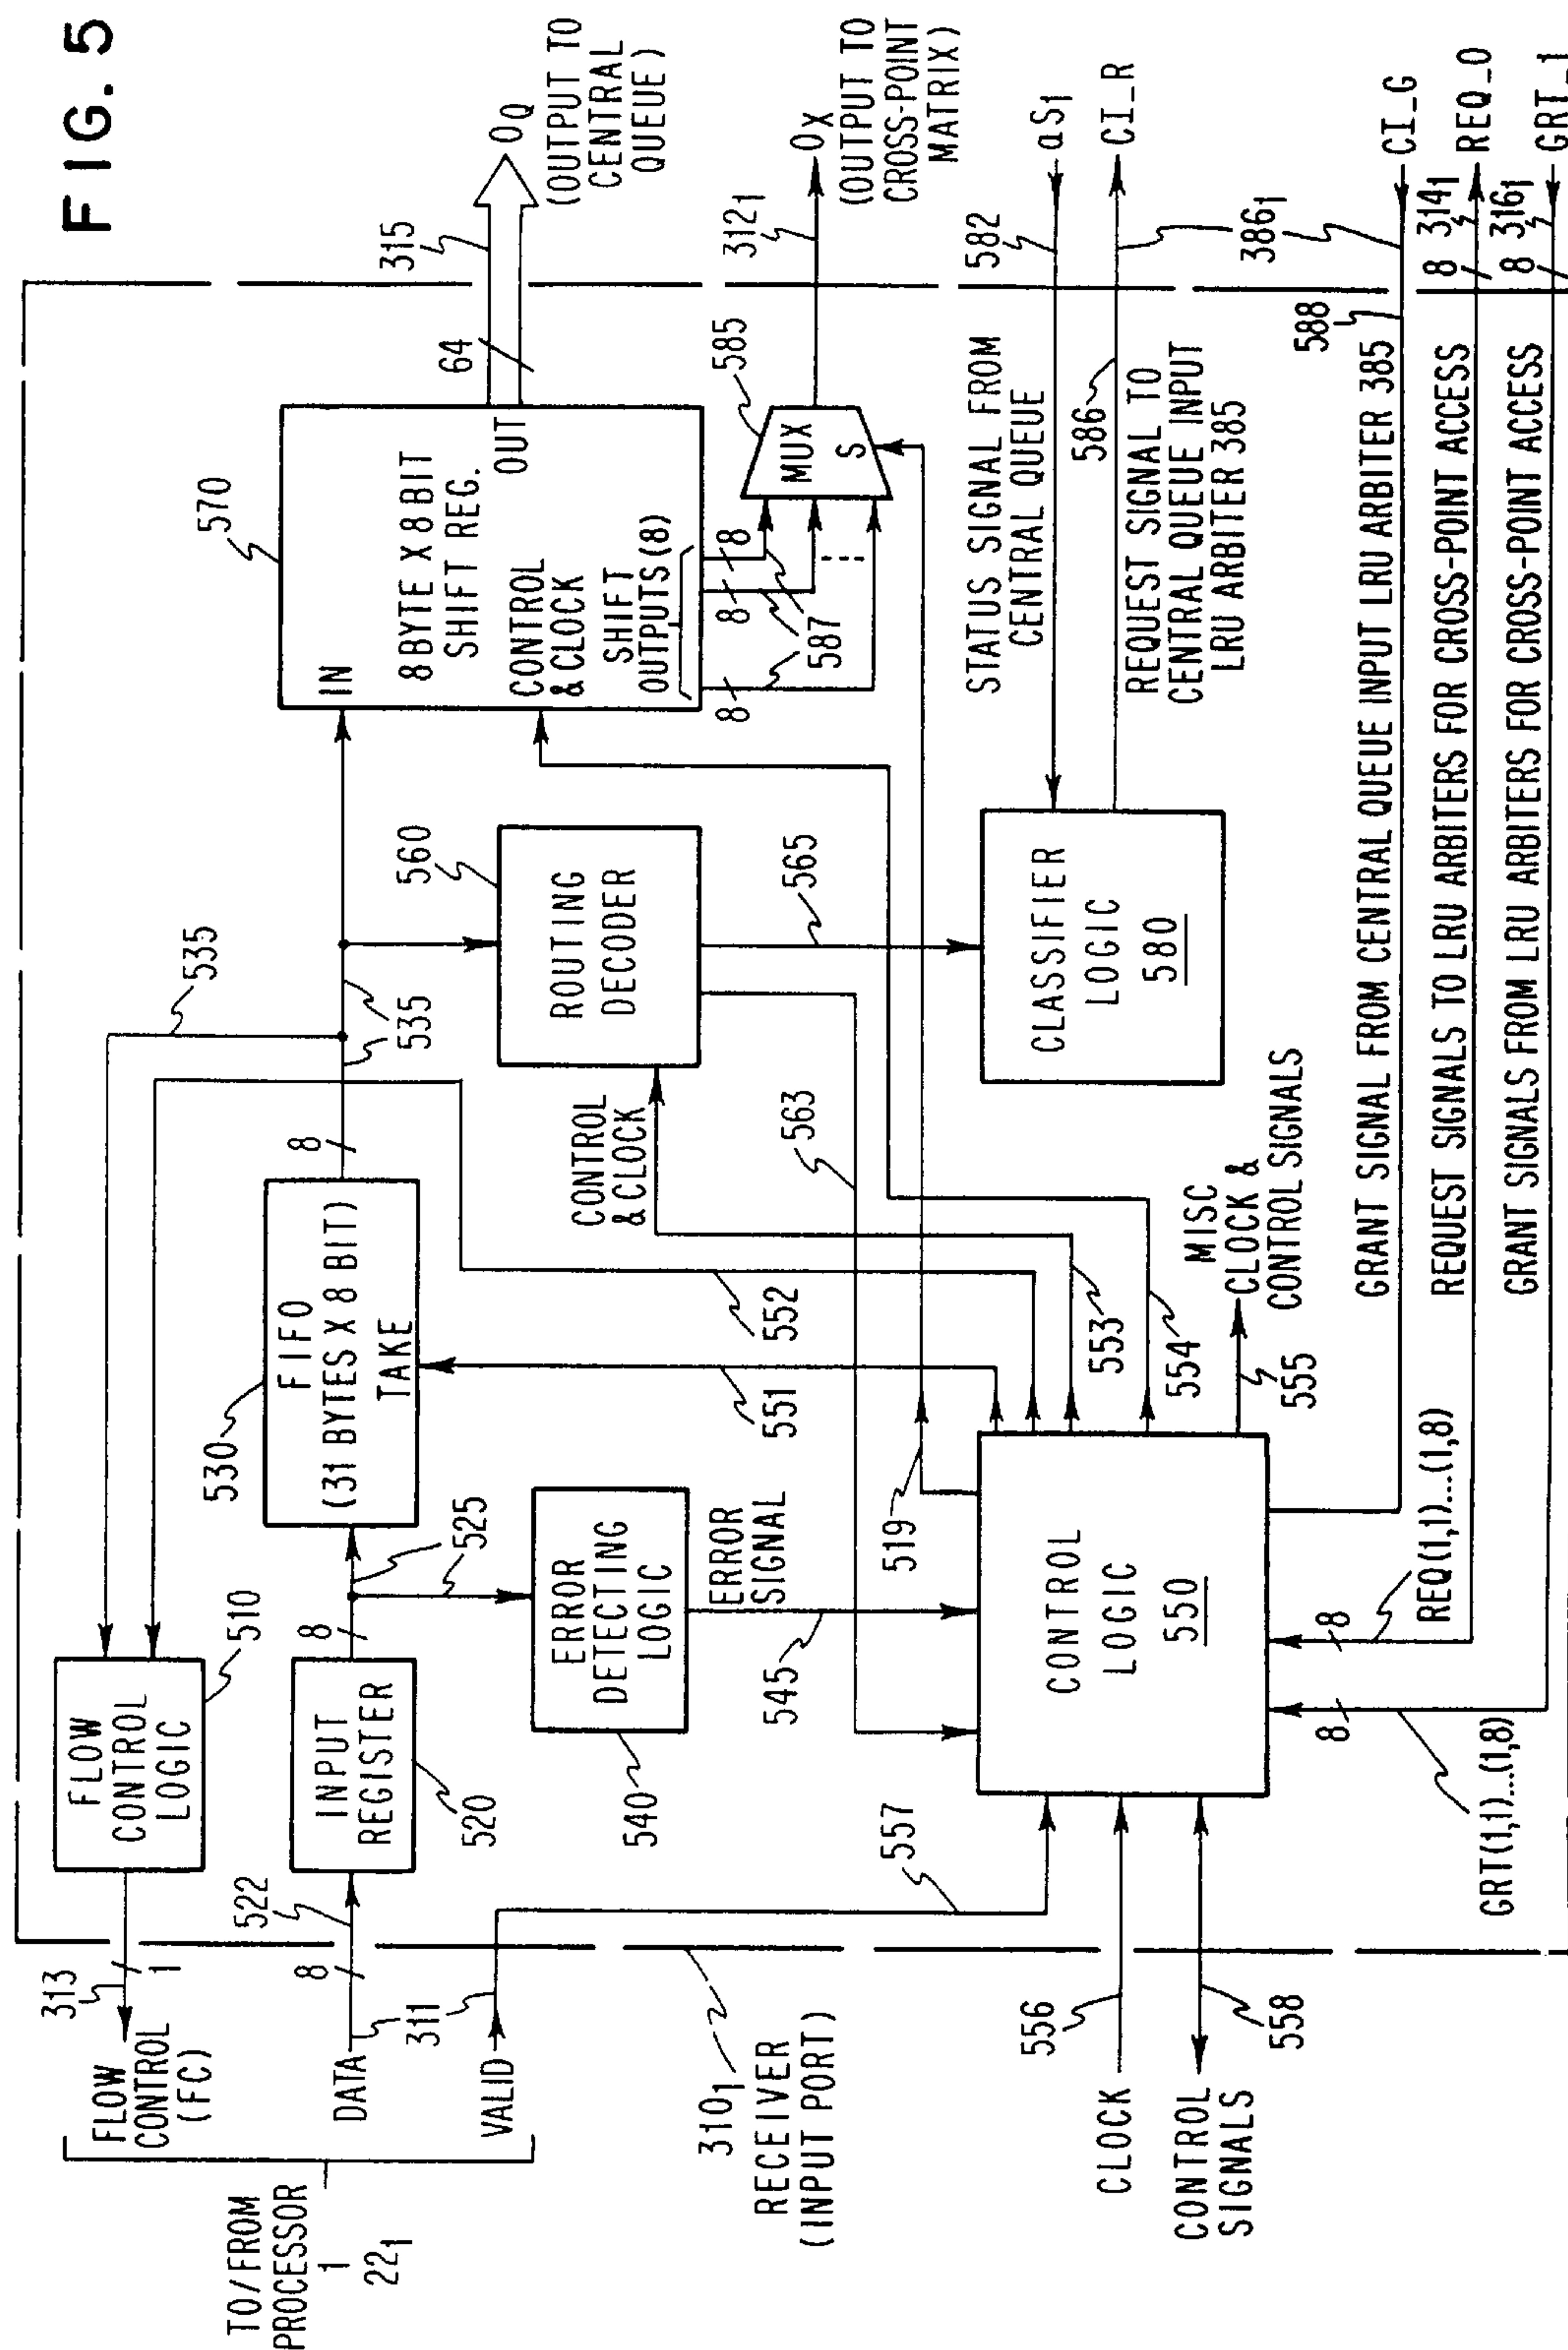 FIG. 5
TO/FROM
PROCESSOR
1
22₁
FLOW
CONTROL
(FC)
313
1
DATA
311
VALID
8
522
FLOW
CONTROL
LOGIC
510
INPUT
REGISTER
520
8
525
525
FIFO
(31 BYTES X 8 BIT)
TAKE
530
8
535
535
535
ERROR
DETECTING
LOGIC
540
ERROR
SIGNAL
545
ROUTING
DECODER
560
CONTROL
& CLOCK
563
565
IN
8 BYTE X 8 BIT
SHIFT REG.
OUT
CONTROL
& CLOCK
SHIFT
OUTPUTS (8)
570
64
315
O_Q
(OUTPUT TO
CENTRAL
QUEUE)
8
8
8
587
MUX
S
585
312₁
O_X
(OUTPUT TO
CROSS-POINT
MATRIX)
CLASSIFIER
LOGIC
580
STATUS SIGNAL FROM
CENTRAL QUEUE
582
aS₁
586
REQUEST SIGNAL TO
CENTRAL QUEUE INPUT
LRU ARBITER 385
CI_R
386₁
310₁
RECEIVER
(INPUT PORT)
557
CLOCK
556
CONTROL
SIGNALS
558
CONTROL
LOGIC
550
519
551
552
553
554
555
MISC
CLOCK &
CONTROL SIGNALS
GRANT SIGNAL FROM CENTRAL QUEUE INPUT LRU ARBITER 385
588
CI_G
8
REQ(1,1)...(1,8)
REQUEST SIGNALS TO LRU ARBITERS FOR CROSS-POINT ACCESS
8
314₁
REQ_0
8
GRT(1,1)...(1,8)
GRANT SIGNALS FROM LRU ARBITERS FOR CROSS-POINT ACCESS
8
316₁
GRT_1